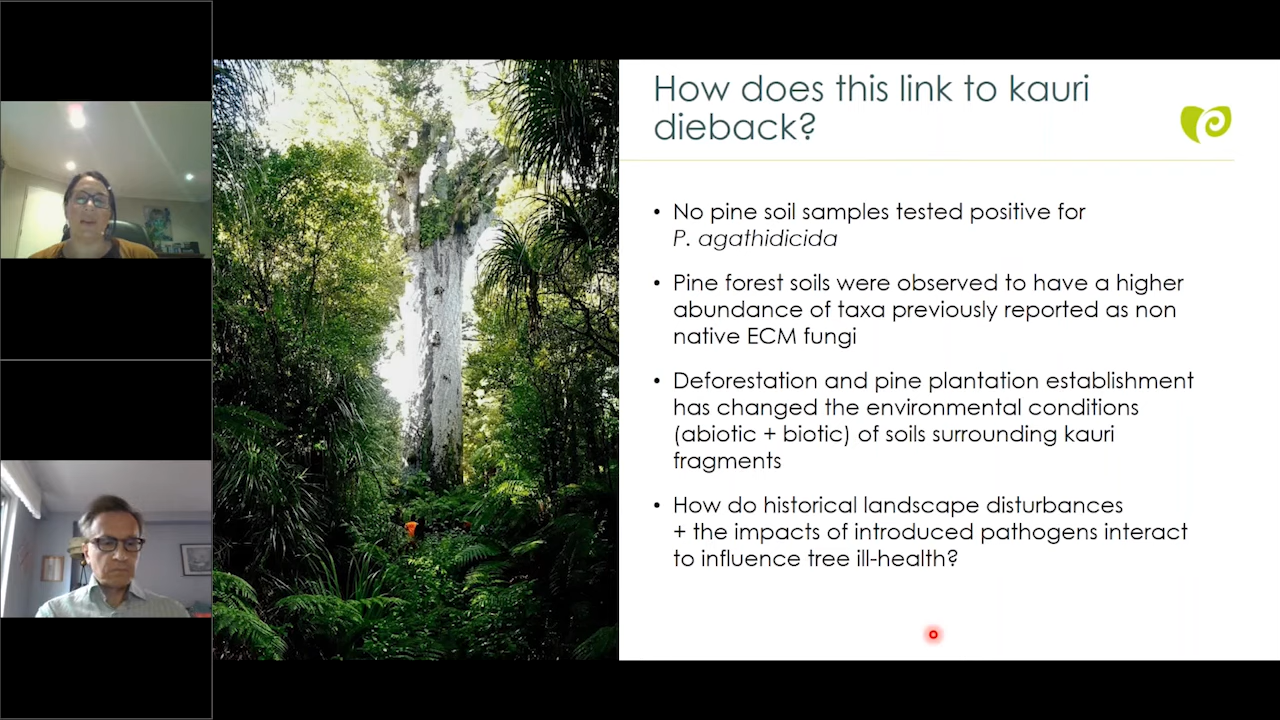 How does this link to kauri
dieback?
• No pine soil samples tested positive for
P. agathidicida
• Pine forest soils were observed to have a higher
abundance of taxa previously reported as non
native ECM fungi
• Deforestation and pine plantation establishment
has changed the environmental conditions
(abiotic + biotic) of soils surrounding kauri
fragments
• How do historical landscape disturbances
+ the impacts of introduced pathogens interact
to influence tree ill-health?